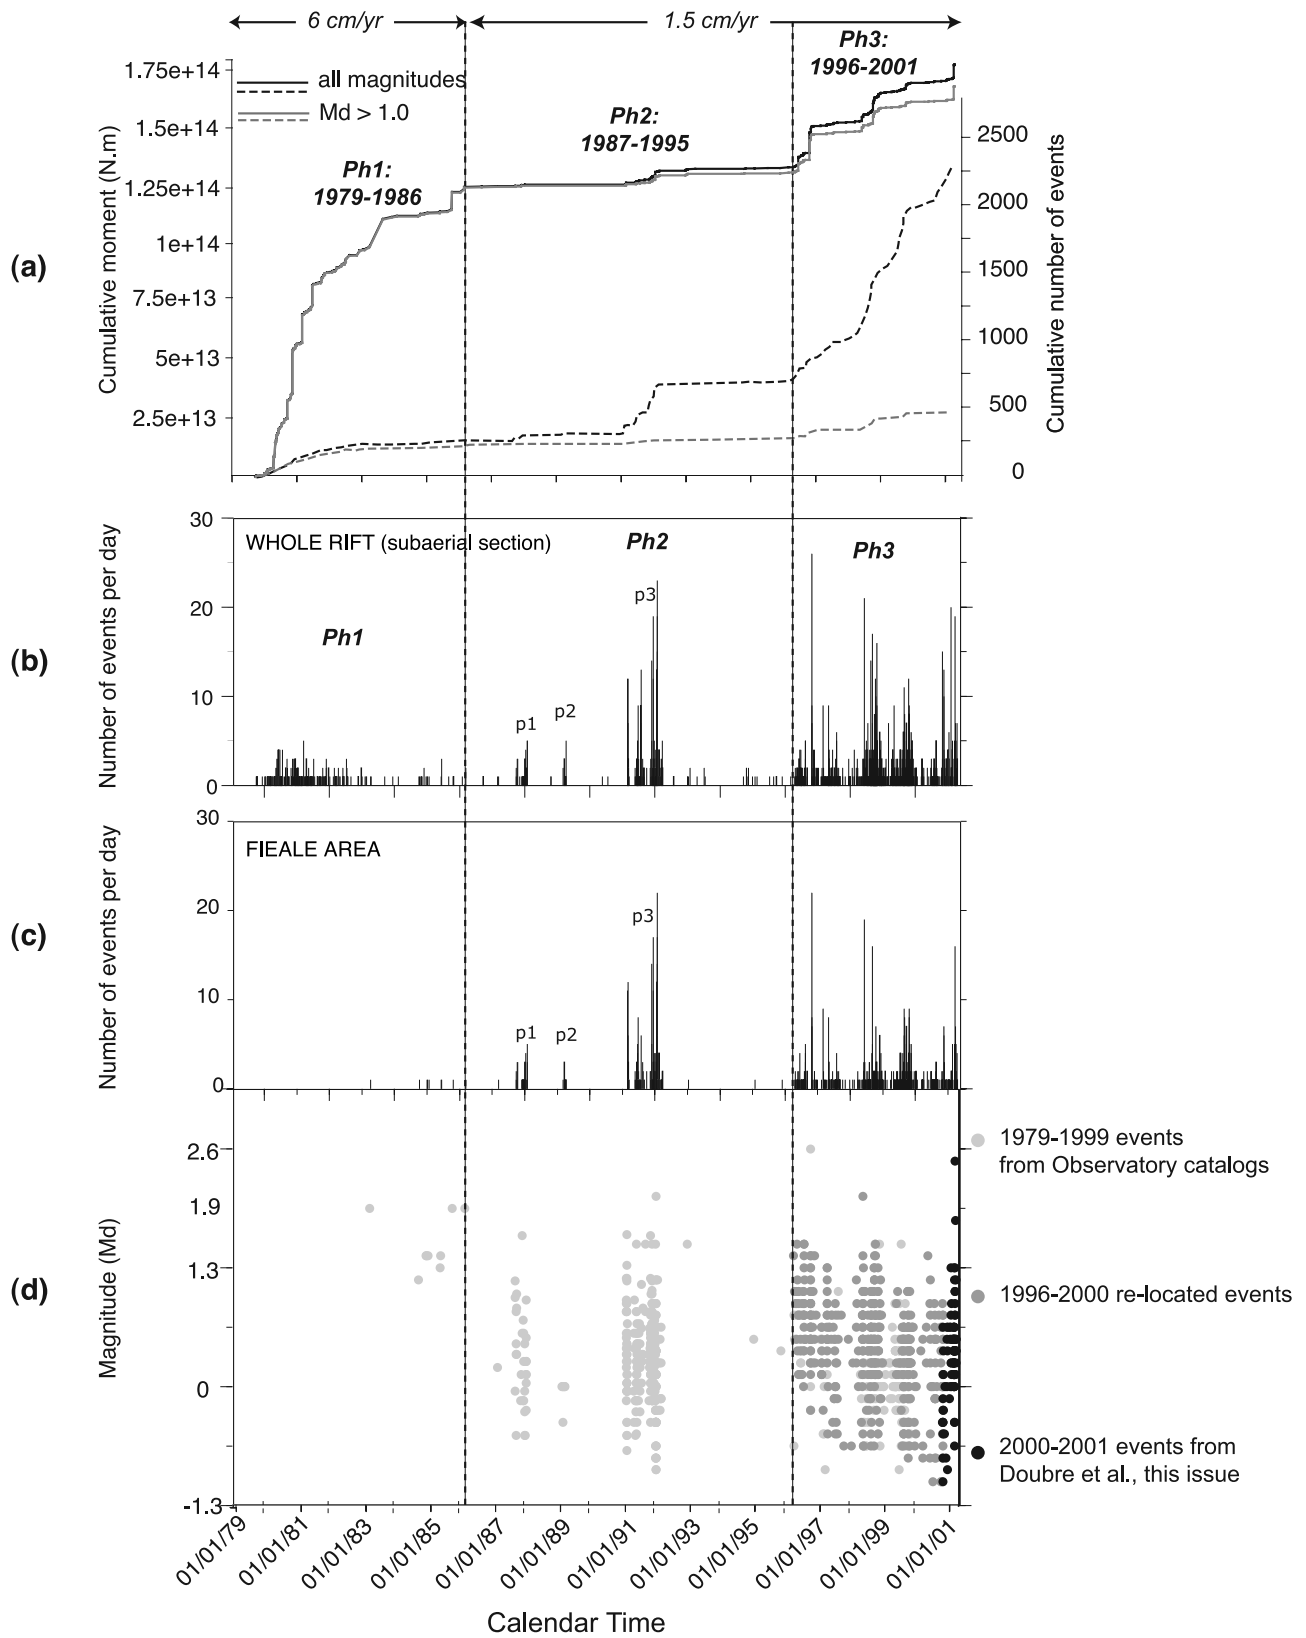 6 cm/yr
1.5 cm/yr
(a)
Cumulative moment (N.m)
1.75e+14
1.5e+14
1.25e+14
1e+14
7.5e+13
5e+13
2.5e+13
all magnitudes
Md > 1.0
Ph1:
1979-1986
Ph2:
1987-1995
Ph3:
1996-2001
2500
2000
1500
1000
500
0
Cumulative number of events
(b)
Number of events per day
30
20
10
0
WHOLE RIFT (subaerial section)
Ph1
Ph2
Ph3
p1
p2
p3
(c)
Number of events per day
30
20
10
0
FIEALE AREA
p1
p2
p3
(d)
Magnitude (Md)
2.6
1.9
1.3
0
-1.3
1979-1999 events
from Observatory catalogs
1996-2000 re-located events
2000-2001 events from
Doubre et al., this issue
01/01/79
01/01/81
01/01/83
01/01/85
01/01/87
01/01/89
01/01/91
01/01/93
01/01/95
01/01/97
01/01/99
01/01/01
Calendar Time